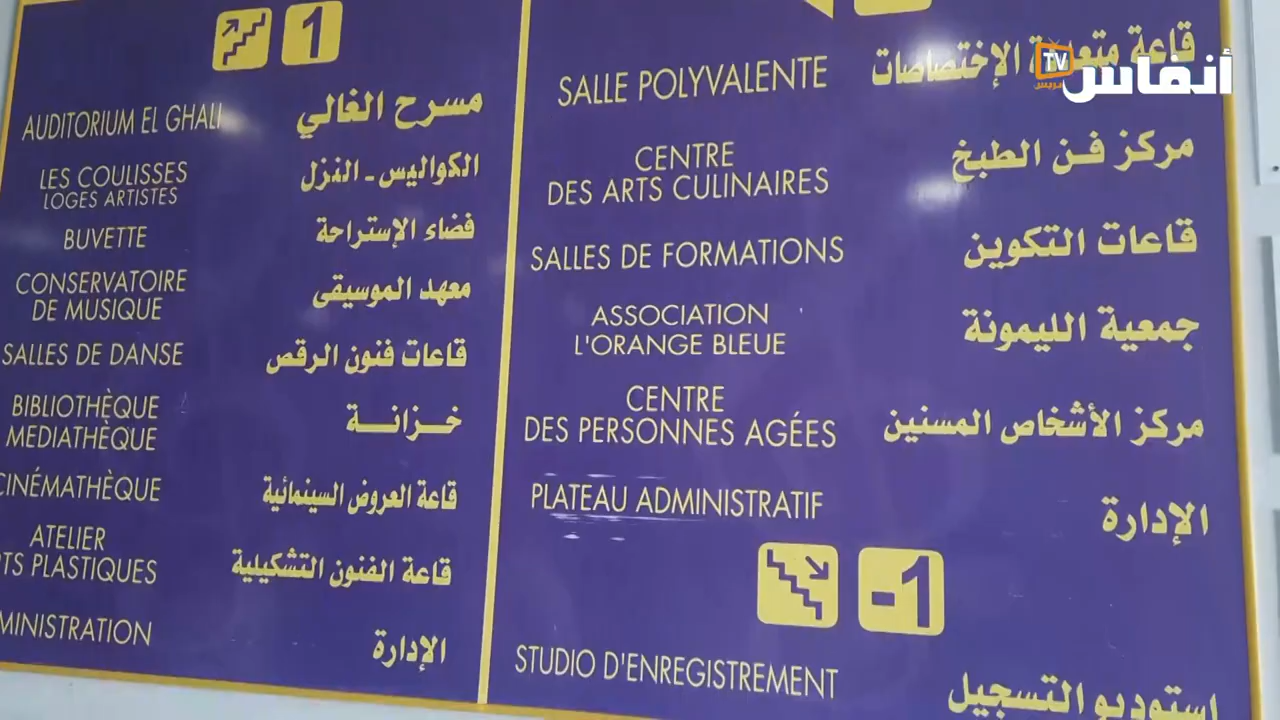 1
AUDITORIUM EL GHALI مسرح الغالي
LES COULISSES
LOGES ARTISTES
الكواليس - النزل
BUVETTE فضاء الإستراحة
CONSERVATOIRE
DE MUSIQUE
معهد الموسيقى
SALLES DE DANSE قاعات فنون الرقص
BIBLIOTHÈQUE
MEDIATHÈQUE
خزانة
CINÉMATHÈQUE قاعة العروض السينمائية
ATELIER
RTS PLASTIQUES
قاعة الفنون التشكيلية
MINISTRATION الإدارة
SALLE POLYVALENTE قاعة الإختصاصات
CENTRE
DES ARTS CULINAIRES
مركز فن الطبخ
SALLES DE FORMATIONS قاعات التكوين
ASSOCIATION
L'ORANGE BLEUE
جمعية الليمونة
CENTRE
DES PERSONNES AGÉES
مركز الأشخاص المسنين
PLATEAU ADMINISTRATIF الإدارة
-1
STUDIO D'ENREGISTREMENT استوديو التسجيل
أنفاس
بريس
TV